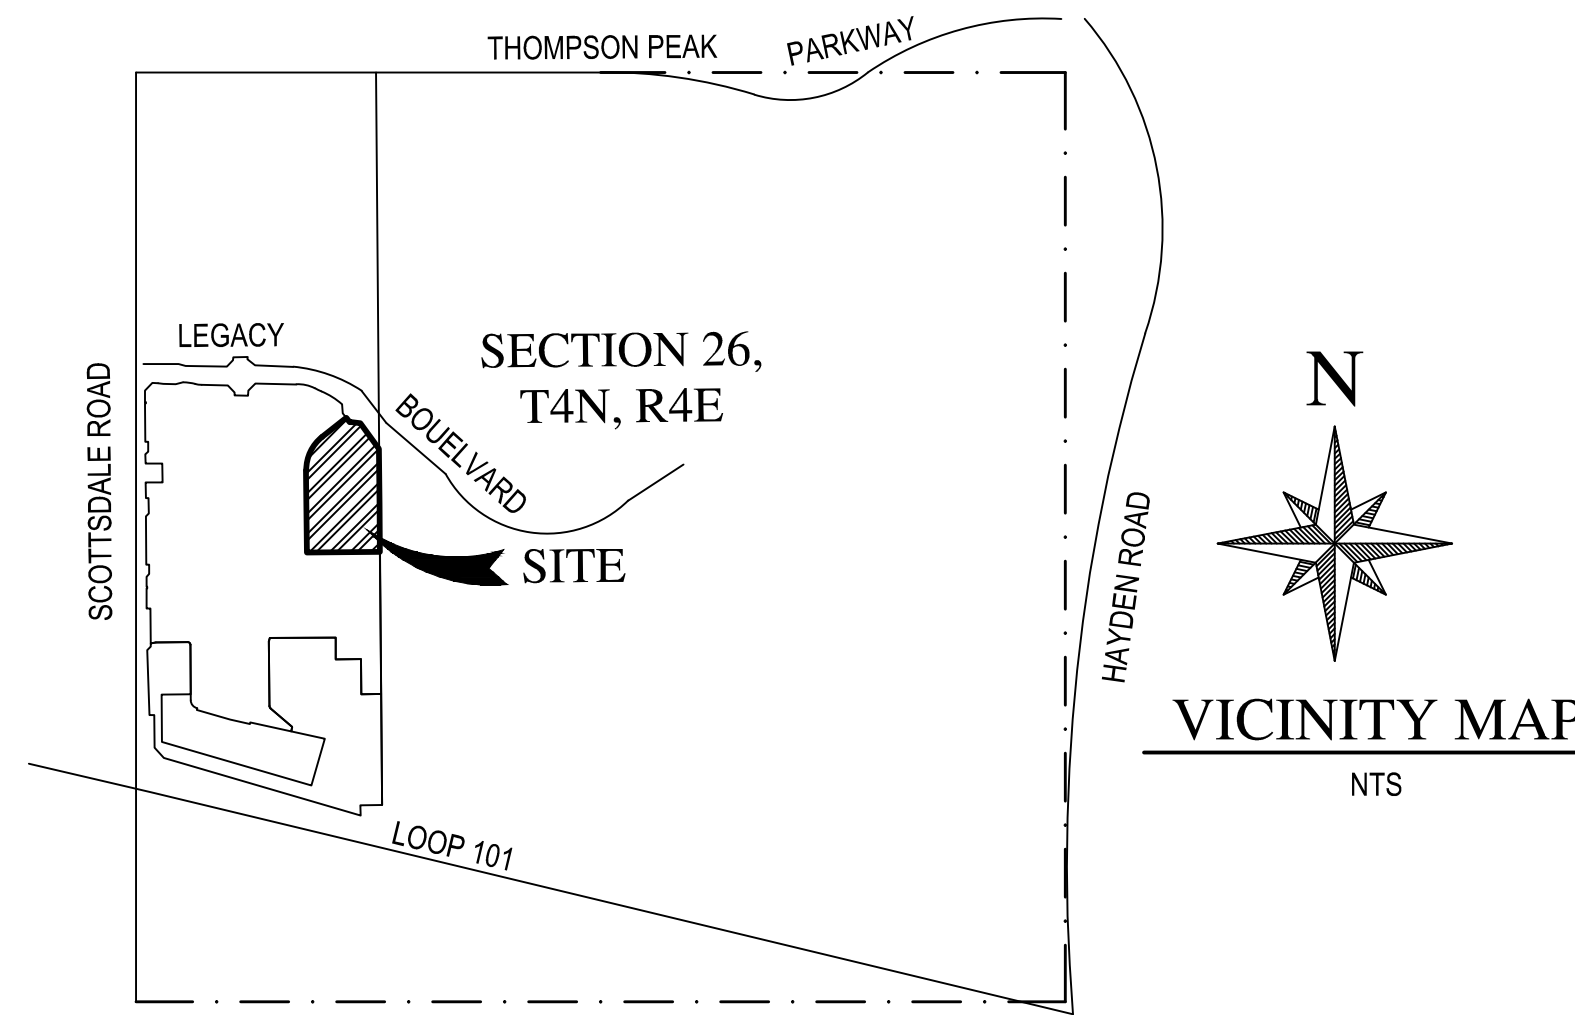 THOMPSON PEAK PARKWAY
LEGACY
BOUELVARD
SECTION 26,
T4N, R4E
SCOTTSDALE ROAD
SITE
HAYDEN ROAD
LOOP 101
N
VICINITY MAP
NTS